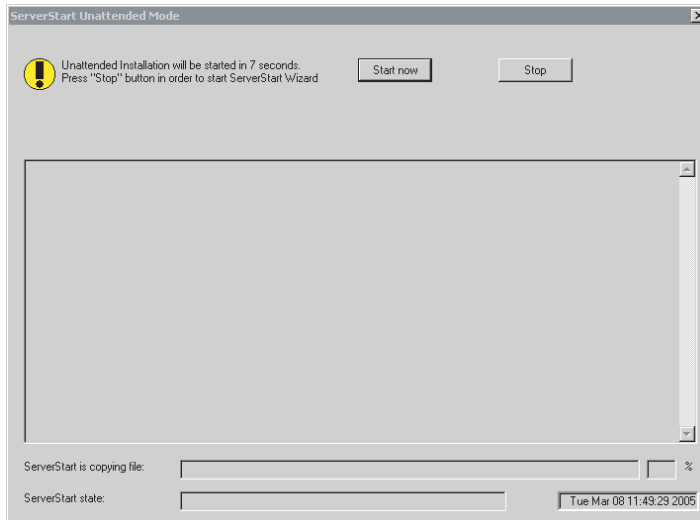 ServerStart Unattended Mode
Unattended Installation will be started in 7 seconds.
Press "Stop" button in order to start ServerStart Wizard
Start now
Stop
ServerStart is copying file:
%
ServerStart state:
Tue Mar 08 11:49:29 2005